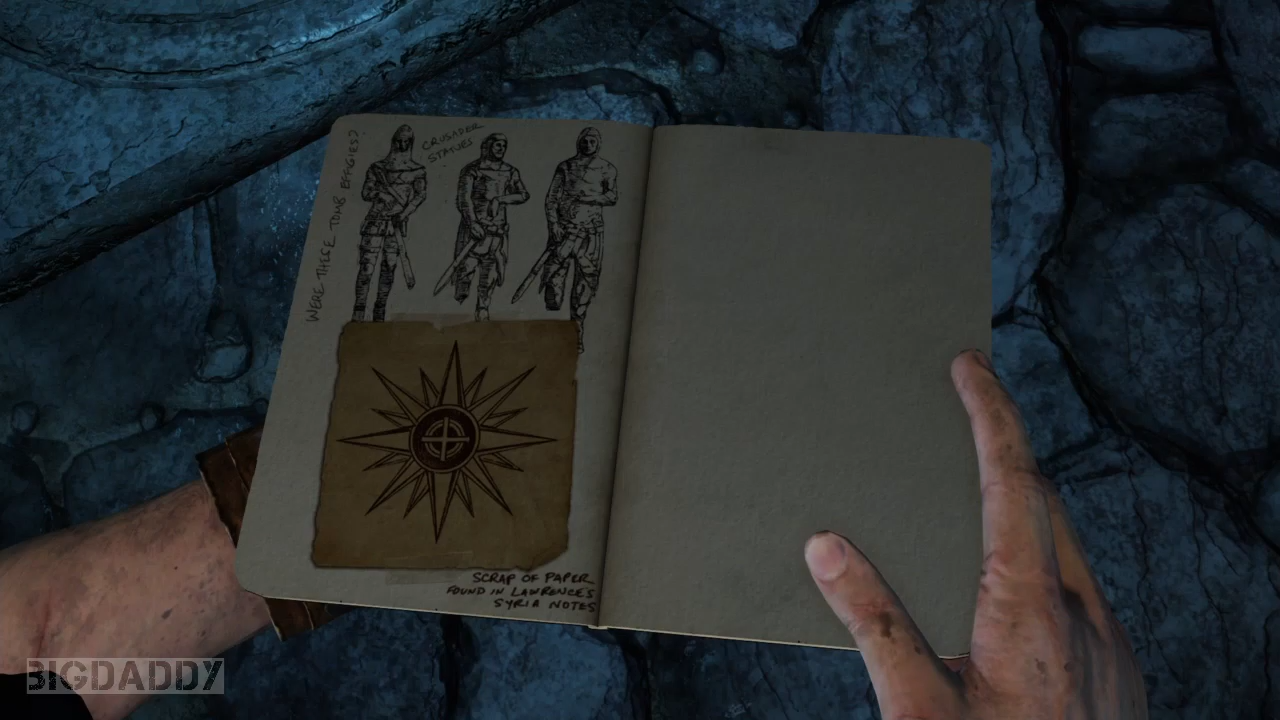 WERE THESE TOMB EFFIGIES?
CRUSADER
STATUES
SCRAP OF PAPER
FOUND IN LAWRENCE'S
SYRIA NOTES
BIGDADDY